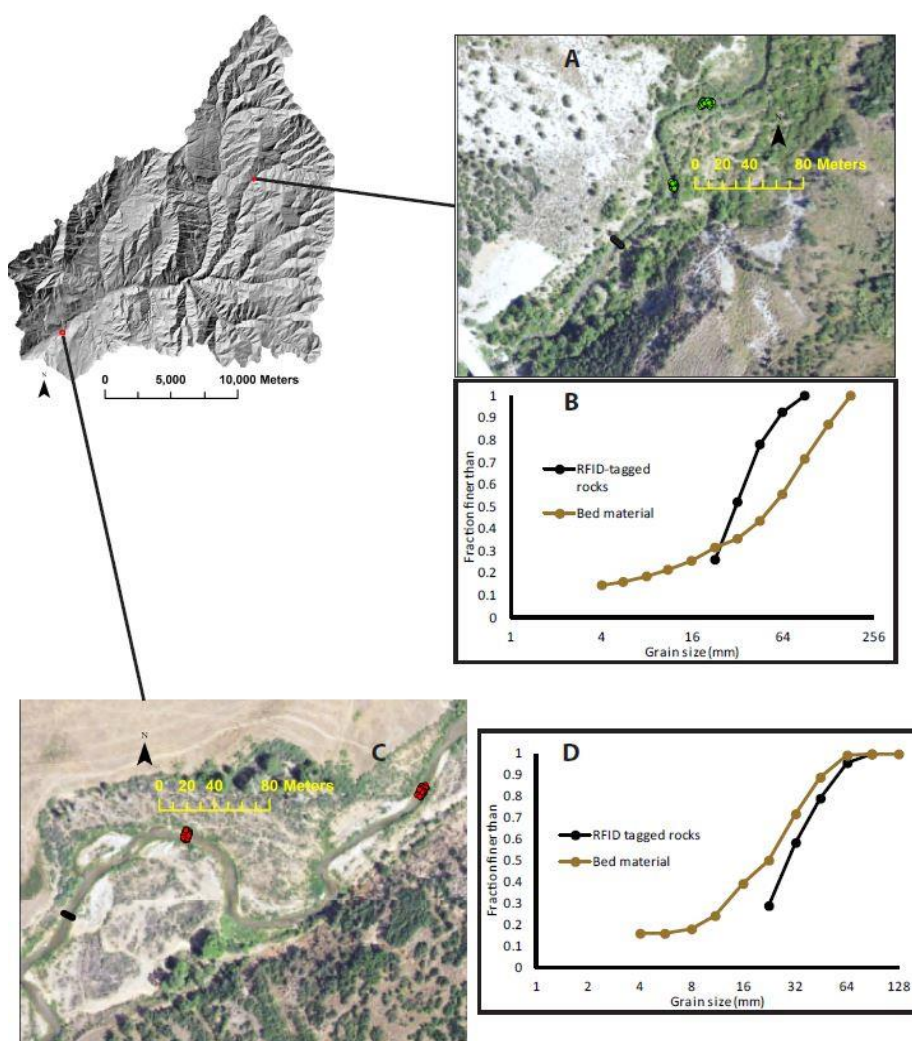 A
N
0 20 40 80 Meters
N
0 5,000 10,000 Meters
B
1
0.9
0.8
0.7
0.6
0.5
0.4
0.3
0.2
0.1
0
Fraction finer than
RFID-tagged
rocks
Bed material
1 4 16 64 256
Grain size (mm)
C
N
0 20 40 80 Meters
D
1
0.9
0.8
0.7
0.6
0.5
0.4
0.3
0.2
0.1
0
Fraction finer than
RFID tagged rocks
Bed material
1 2 4 8 16 32 64 128
Grain size (mm)